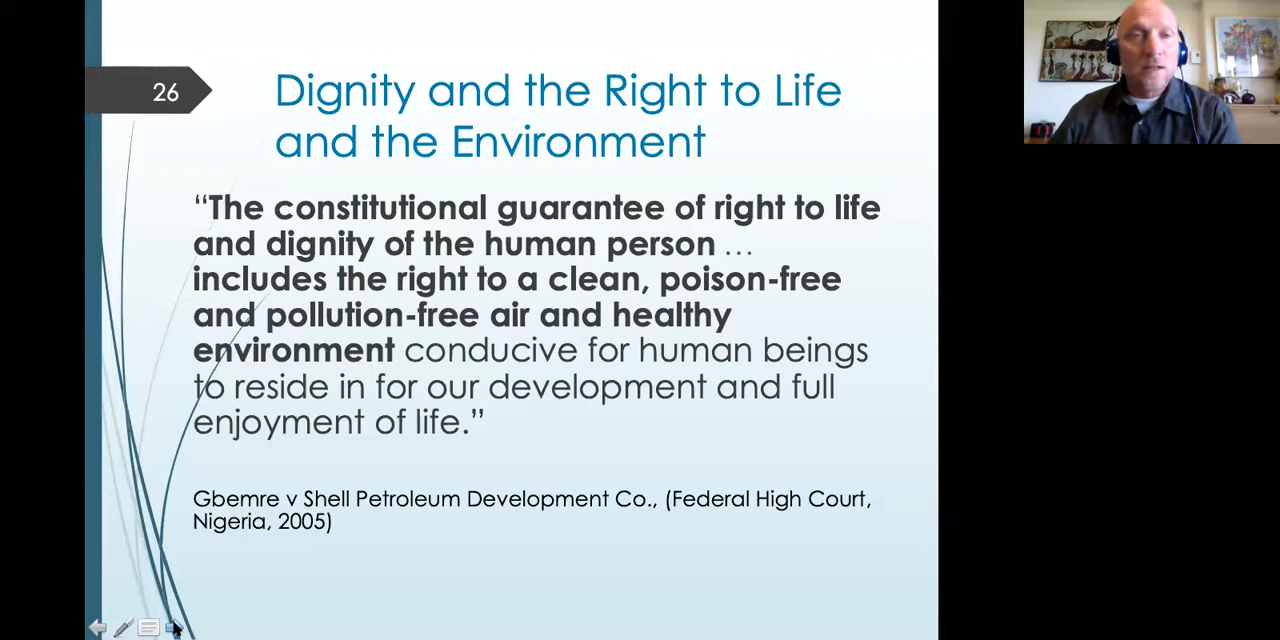 26
Dignity and the Right to Life
and the Environment
“The constitutional guarantee of right to life
and dignity of the human person …
includes the right to a clean, poison-free
and pollution-free air and healthy
environment conducive for human beings
to reside in for our development and full
enjoyment of life.”
Gbemre v Shell Petroleum Development Co., (Federal High Court,
Nigeria, 2005)